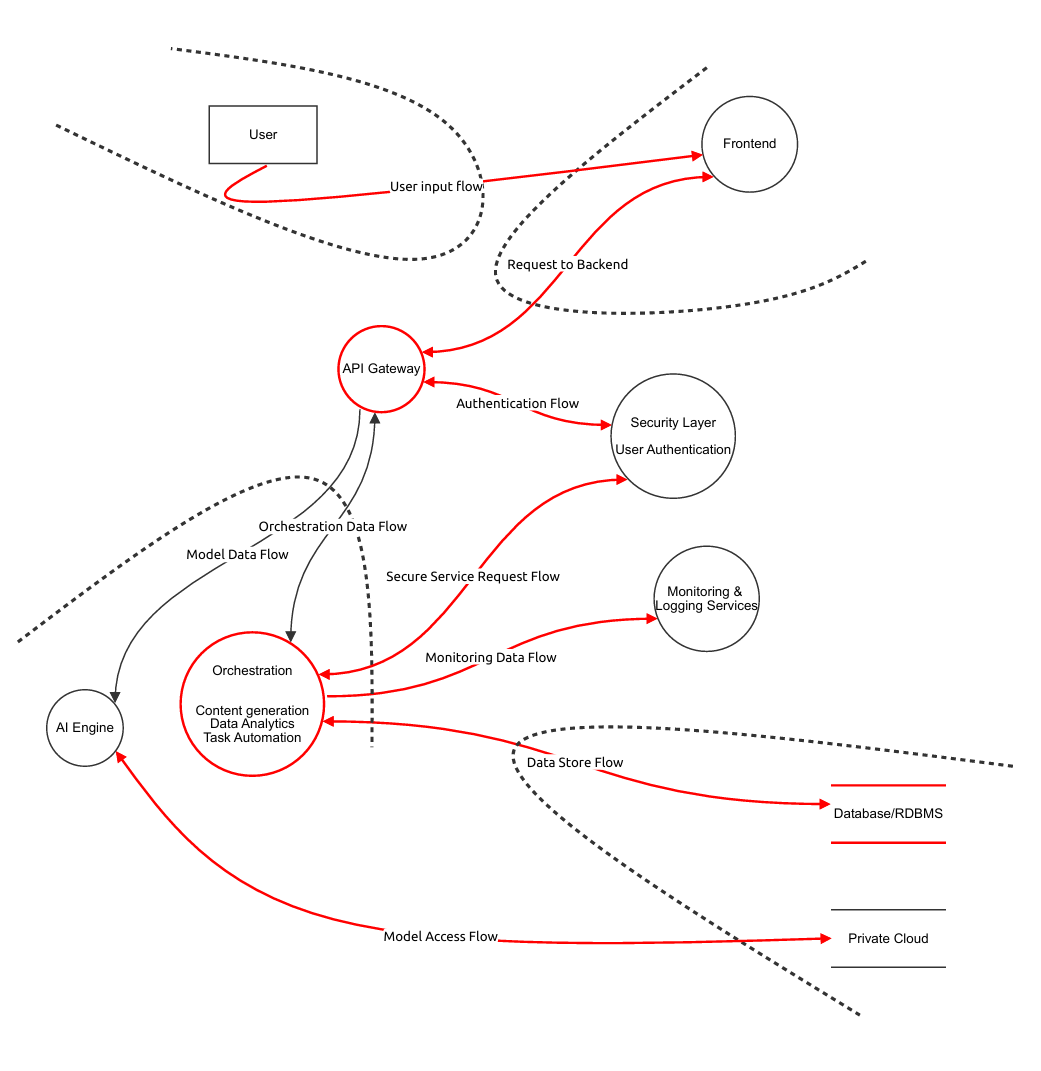 User
Frontend
User input flow
Request to Backend
API Gateway
Authentication Flow
Security Layer
User Authentication
Orchestration Data Flow
Model Data Flow
Secure Service Request Flow
Monitoring &
Logging Services
Monitoring Data Flow
Orchestration
Content generation
Data Analytics
Task Automation
AI Engine
Data Store Flow
Database/RDBMS
Model Access Flow
Private Cloud